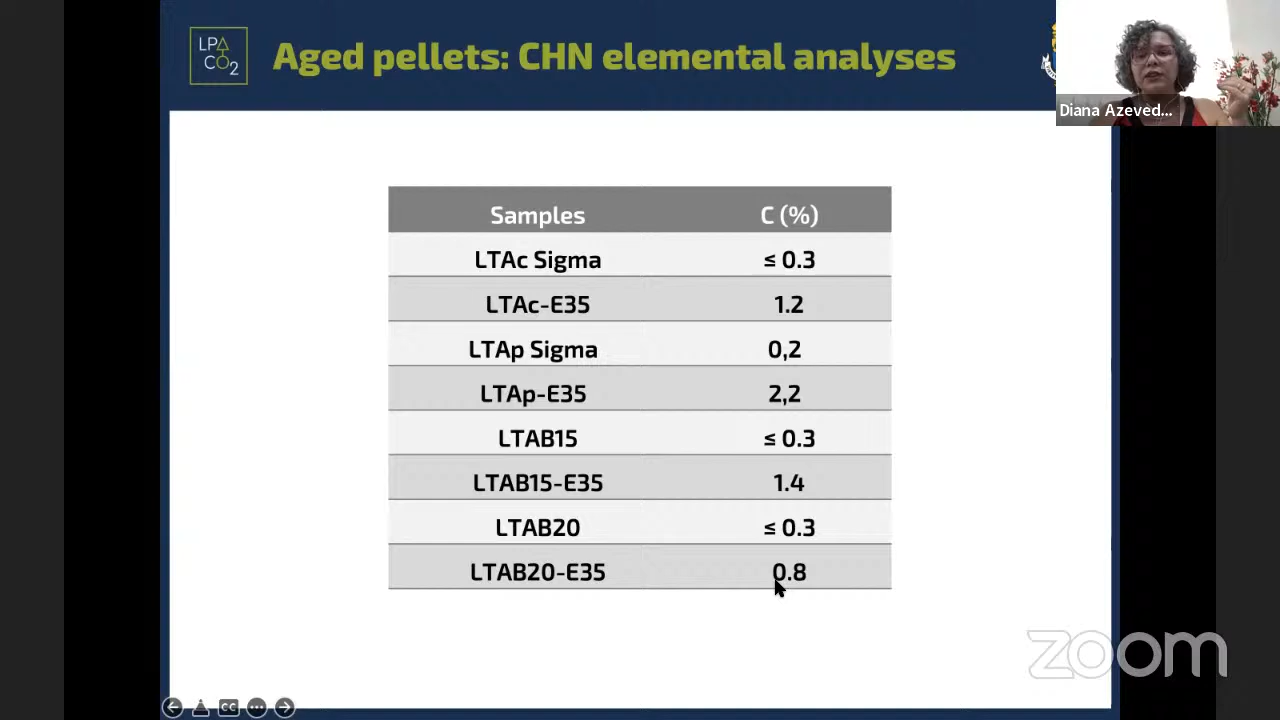 LPA
CO2
Aged pellets: CHN elemental analyses
Diana Azeved...
Samples C (%)
LTAc Sigma ≤ 0.3
LTAc-E35 1.2
LTAp Sigma 0,2
LTAp-E35 2,2
LTAB15 ≤ 0.3
LTAB15-E35 1.4
LTAB20 ≤ 0.3
LTAB20-E35 0.8
zoom
CC